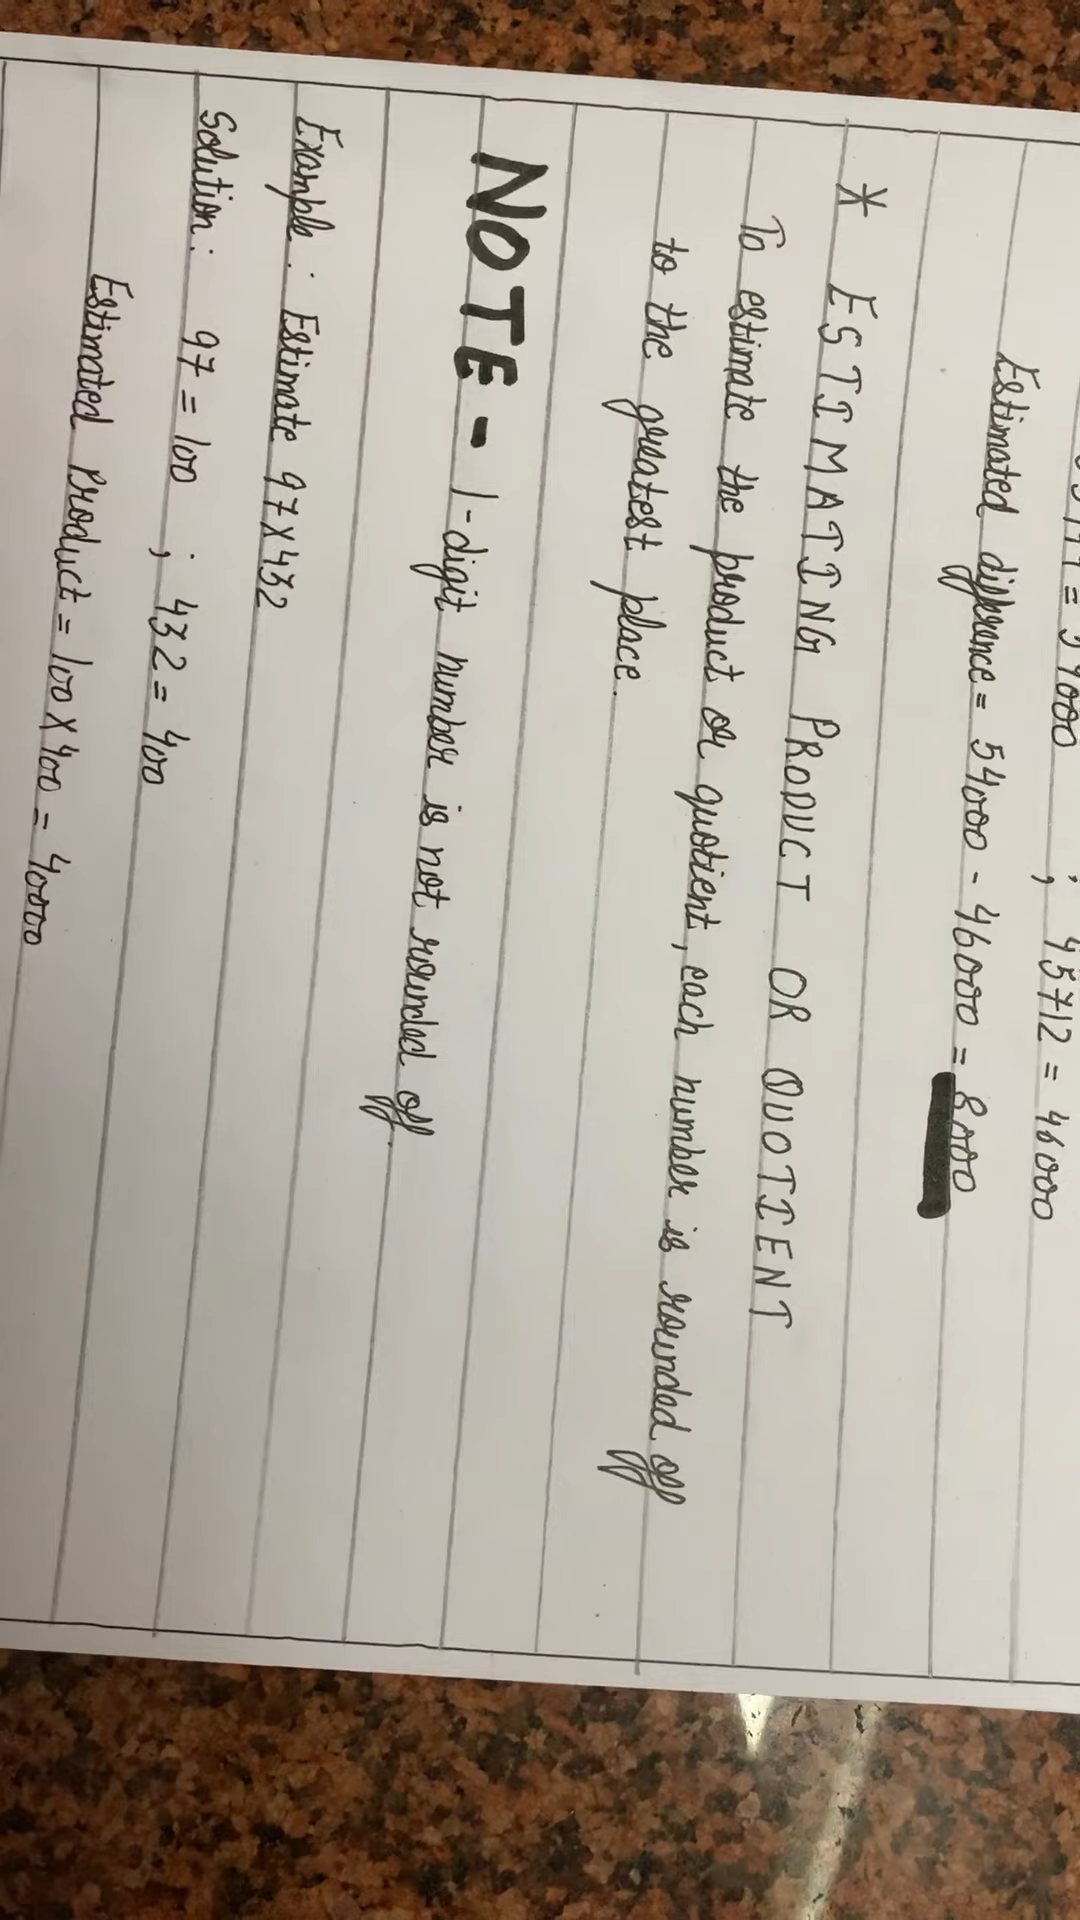 ; 45712 = 46000
Estimated difference = 54000 - 46000 = 8000
* ESTIMATING PRODUCT OR QUOTIENT
To estimate the product or quotient, each number is rounded off
to the greatest place.
NOTE - 1-digit number is not rounded off.
Example : Estimate 97 X 432
Solution : 97 = 100 ; 432 = 400
Estimated Product = 100 X 400 = 40000